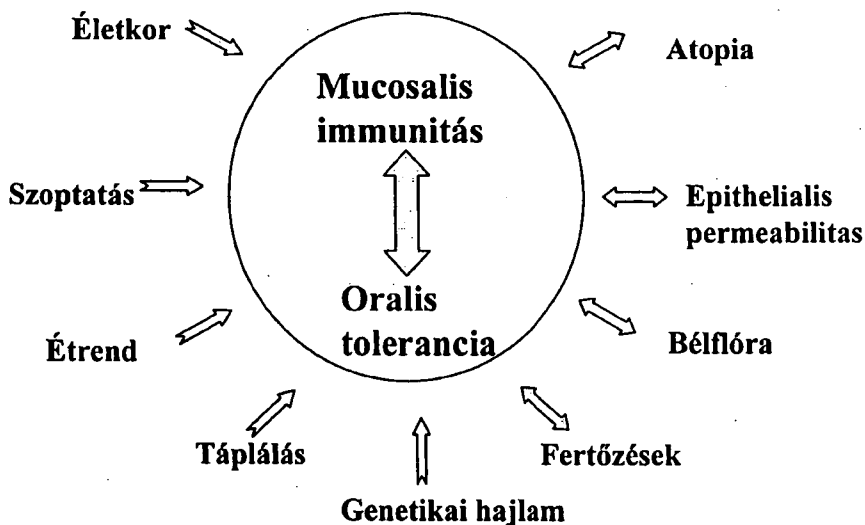 Életkor
Atopia
Mucosalis
immunitás
Szoptatás
Epithelialis
permeabilitas
Oralis
tolerancia
Étrend
Bélflóra
Táplálás
Fertőzések
Genetikai hajlam